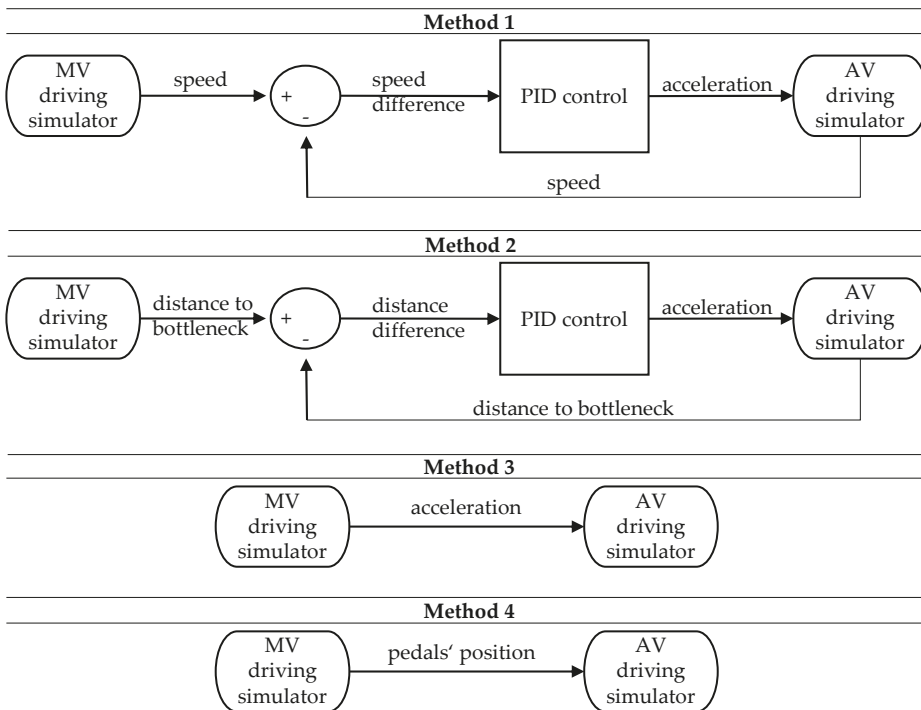 Method 1
MV
driving
simulator
speed
+
-
speed
difference
PID control
acceleration
AV
driving
simulator
speed
Method 2
MV
driving
simulator
distance to
bottleneck
+
-
distance
difference
PID control
acceleration
AV
driving
simulator
distance to bottleneck
Method 3
MV
driving
simulator
acceleration
AV
driving
simulator
Method 4
MV
driving
simulator
pedals‘ position
AV
driving
simulator